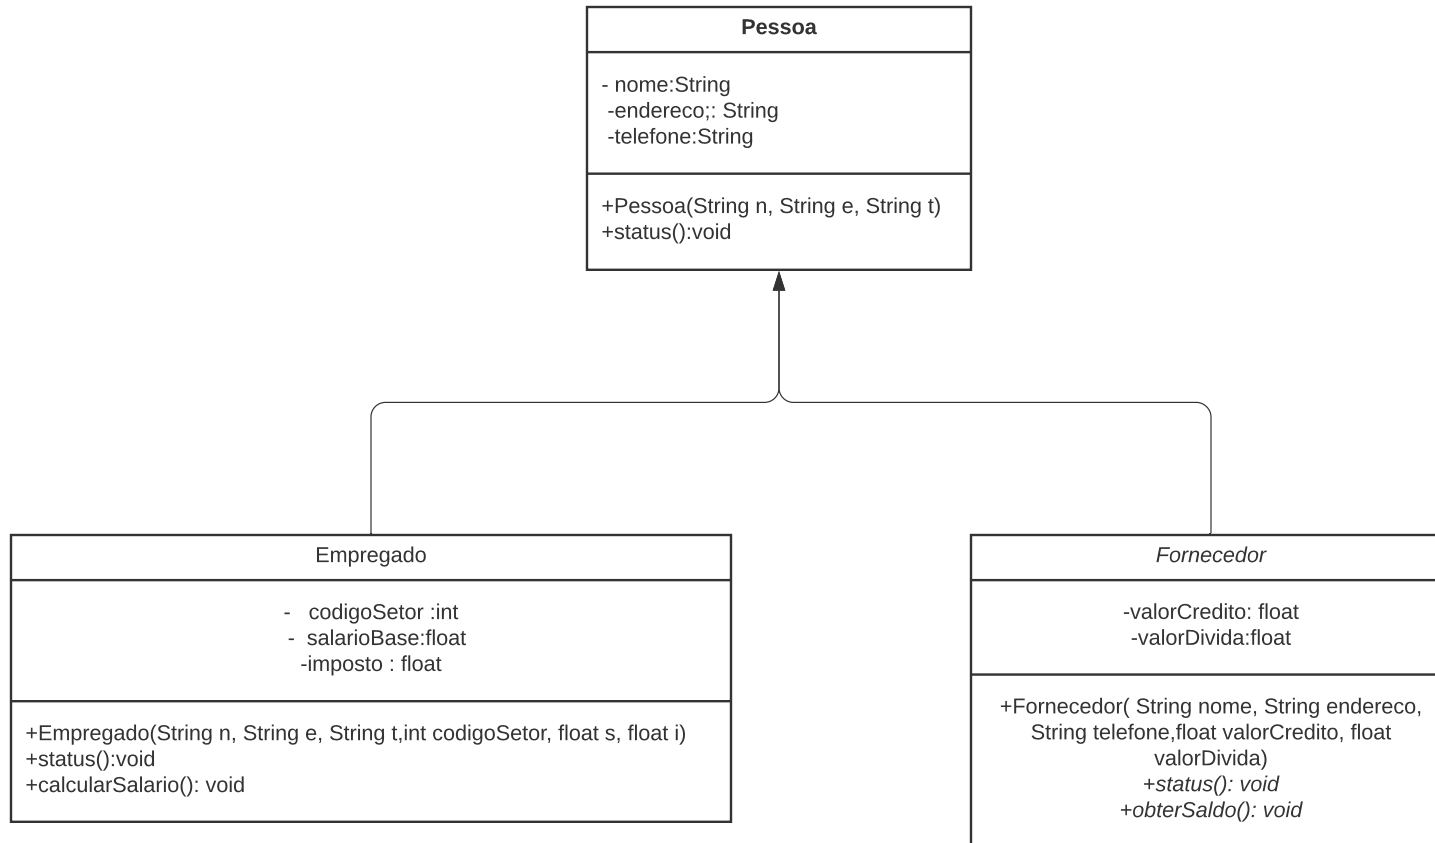 Pessoa
- nome:String
-endereco;: String
-telefone:String
+Pessoa(String n, String e, String t)
+status():void
Empregado
- codigoSetor :int
- salarioBase:float
-imposto : float
+Empregado(String n, String e, String t,int codigoSetor, float s, float i)
+status():void
+calcularSalario(): void
Fornecedor
-valorCredito: float
-valorDivida:float
+Fornecedor( String nome, String endereco,
String telefone,float valorCredito, float
valorDivida)
+status(): void
+obterSaldo(): void